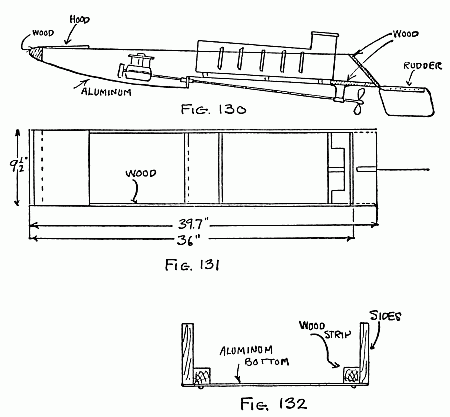 WOOD
HOOD
WOOD
RUDDER
ALUMINUM
FIG. 130
9 1/2"
WOOD
39.7"
36"
FIG. 131
WOOD STRIP
SIDES
ALUMINUM
BOTTOM
FIG. 132